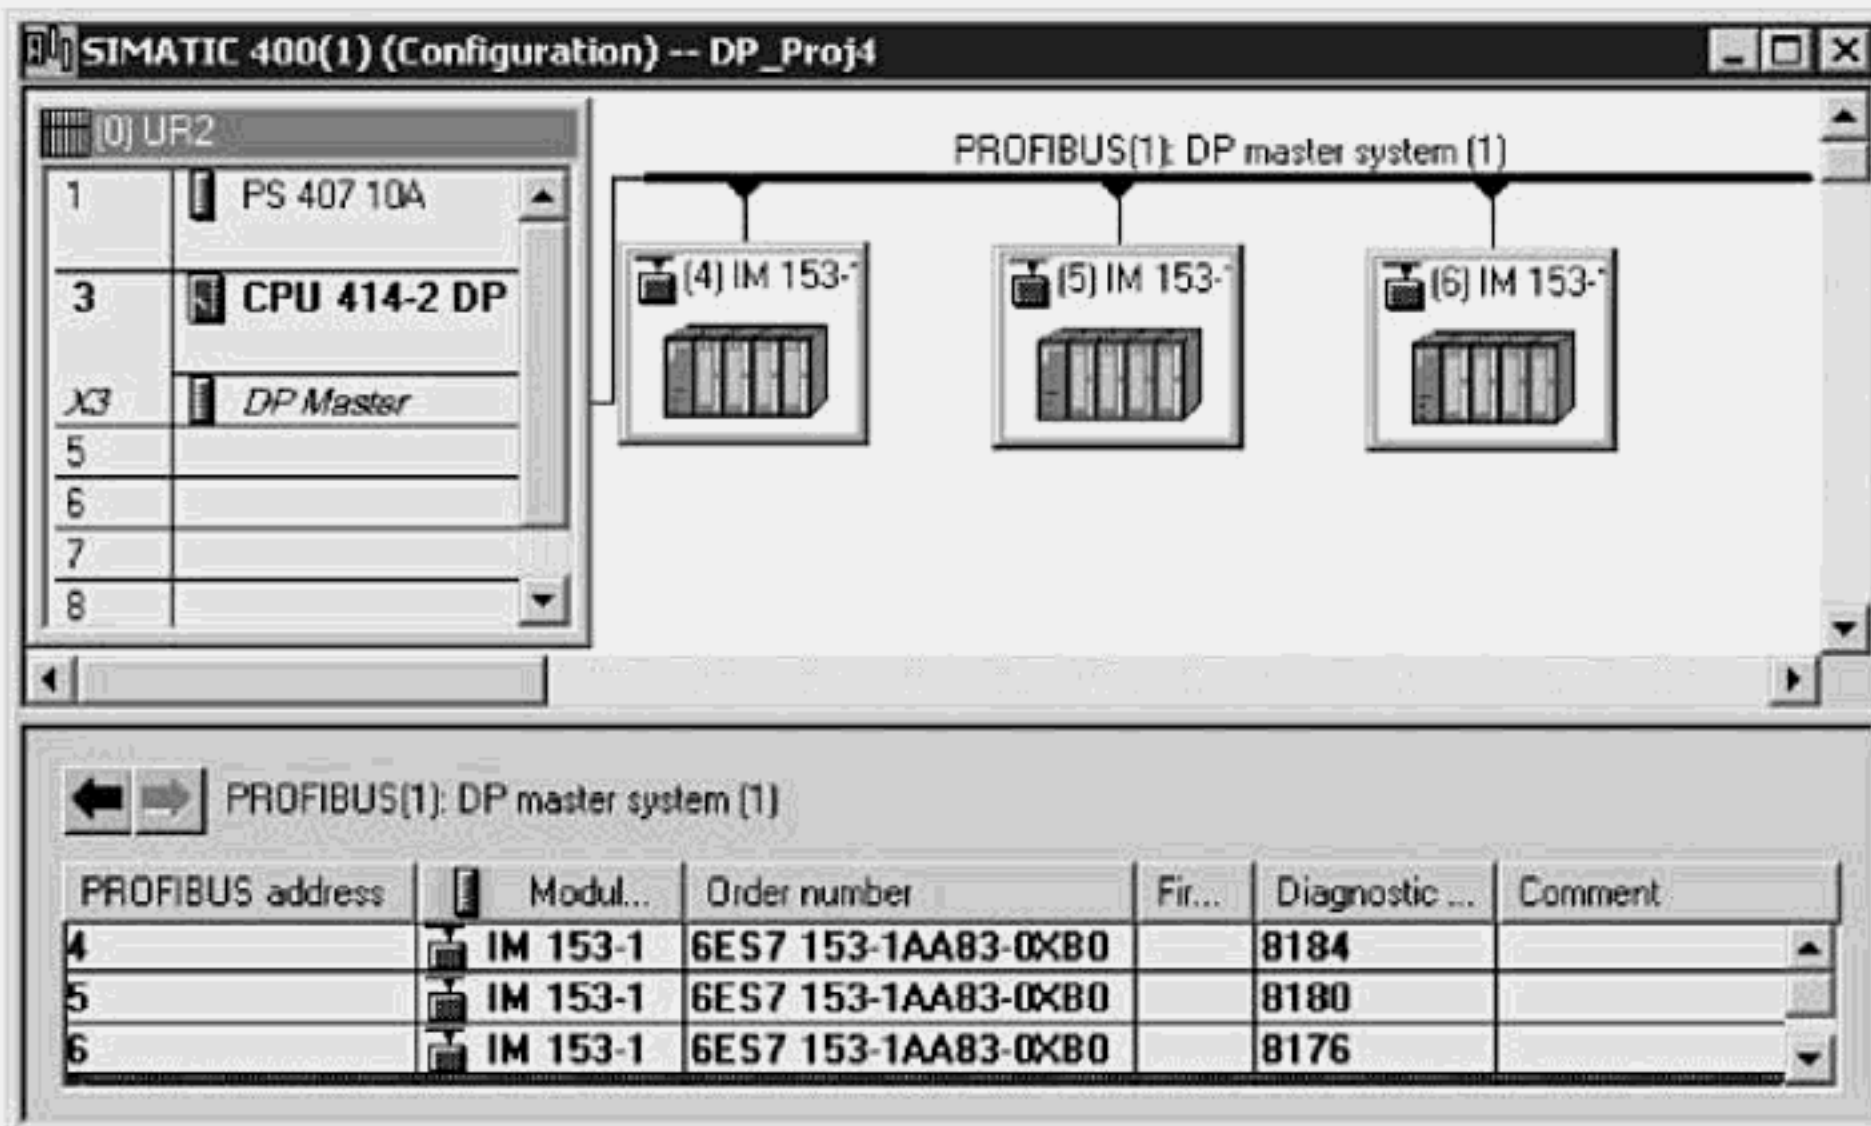 SIMATIC 400(1) (Configuration) -- DP_Proj4
(0) UR2
1 PS 407 10A
3 CPU 414-2 DP
X3 DP Master
5
6
7
8
PROFIBUS(1): DP master system (1)
(4) IM 153-1
(5) IM 153-1
(6) IM 153-1
PROFIBUS(1): DP master system (1)
PROFIBUS address Modul... Order number Fir... Diagnostic ... Comment
4 IM 153-1 6ES7 153-1AA83-0XB0 8184
5 IM 153-1 6ES7 153-1AA83-0XB0 8180
6 IM 153-1 6ES7 153-1AA83-0XB0 8176